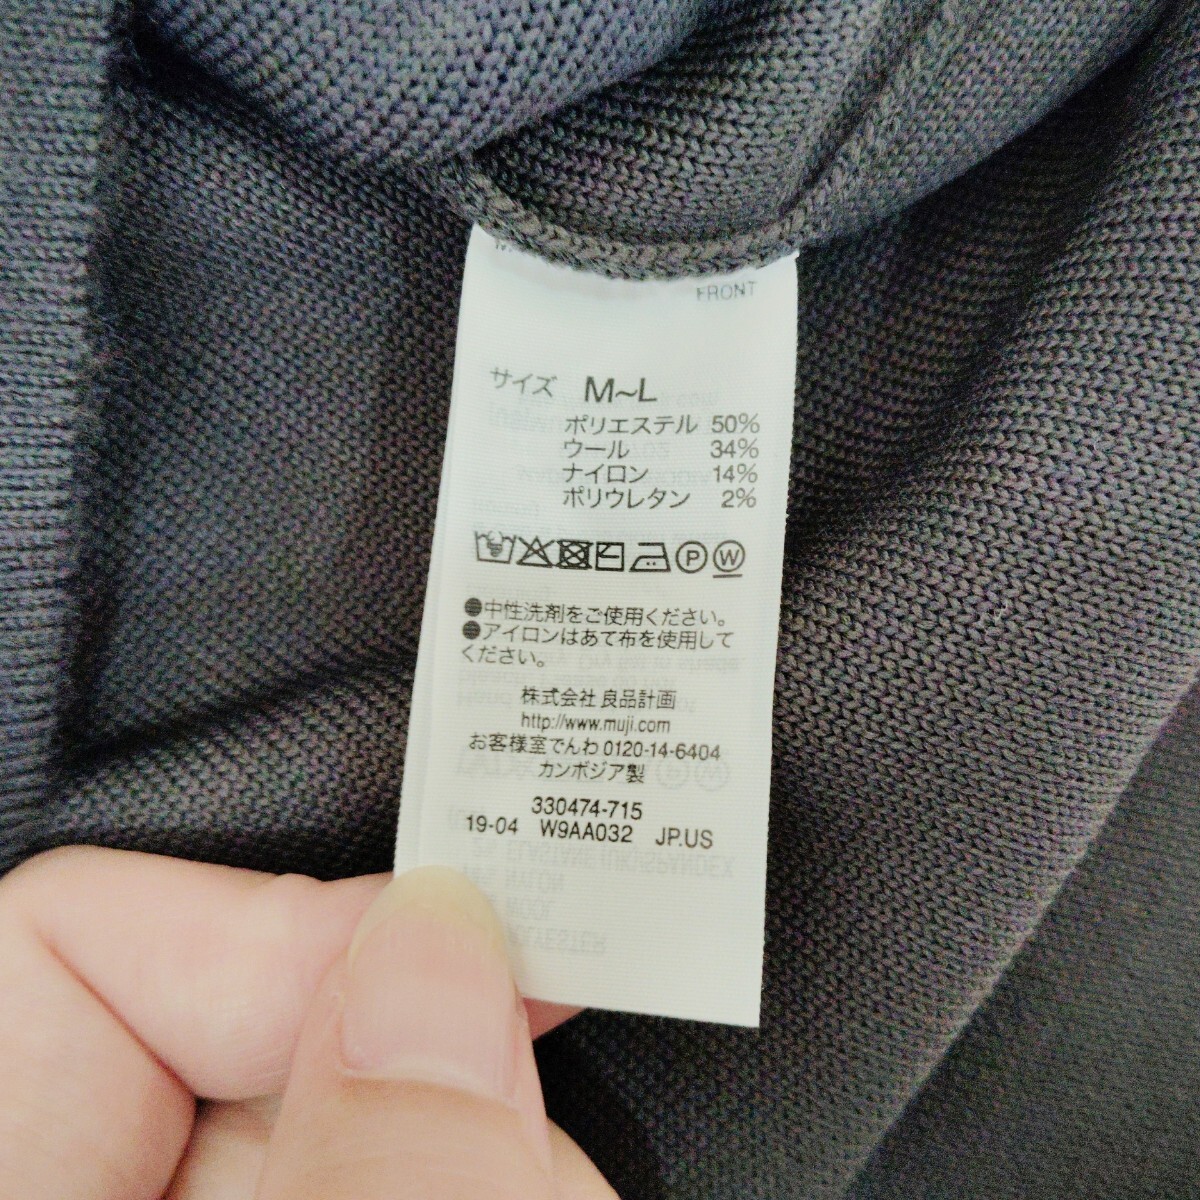 FRONT
サイズ M~L
ポリエステル 50%
ウール 34%
ナイロン 14%
ポリウレタン 2%
P W
●中性洗剤をご使用ください。
●アイロンはあて布を使用して
ください。
株式会社 良品計画
http://www.muji.com
お客様室でんわ 0120-14-6404
カンボジア製
330474-715
19-04 W9AA032 JP.US